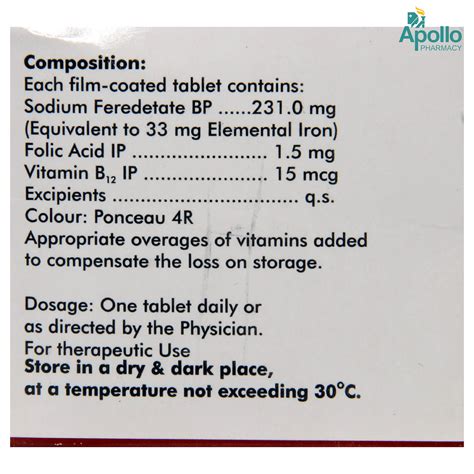 Apollo
PHARMACY
Composition:
Each film-coated tablet contains:
Sodium Feredetate BP ......231.0 mg
(Equivalent to 33 mg Elemental Iron)
Folic Acid IP ........................... 1.5 mg
Vitamin B₁₂ IP ......................... 15 mcg
Excipients ................................ q.s.
Colour: Ponceau 4R
Appropriate overages of vitamins added
to compensate the loss on storage.
Dosage: One tablet daily or
as directed by the Physician.
For therapeutic Use
Store in a dry & dark place,
at a temperature not exceeding 30°C.